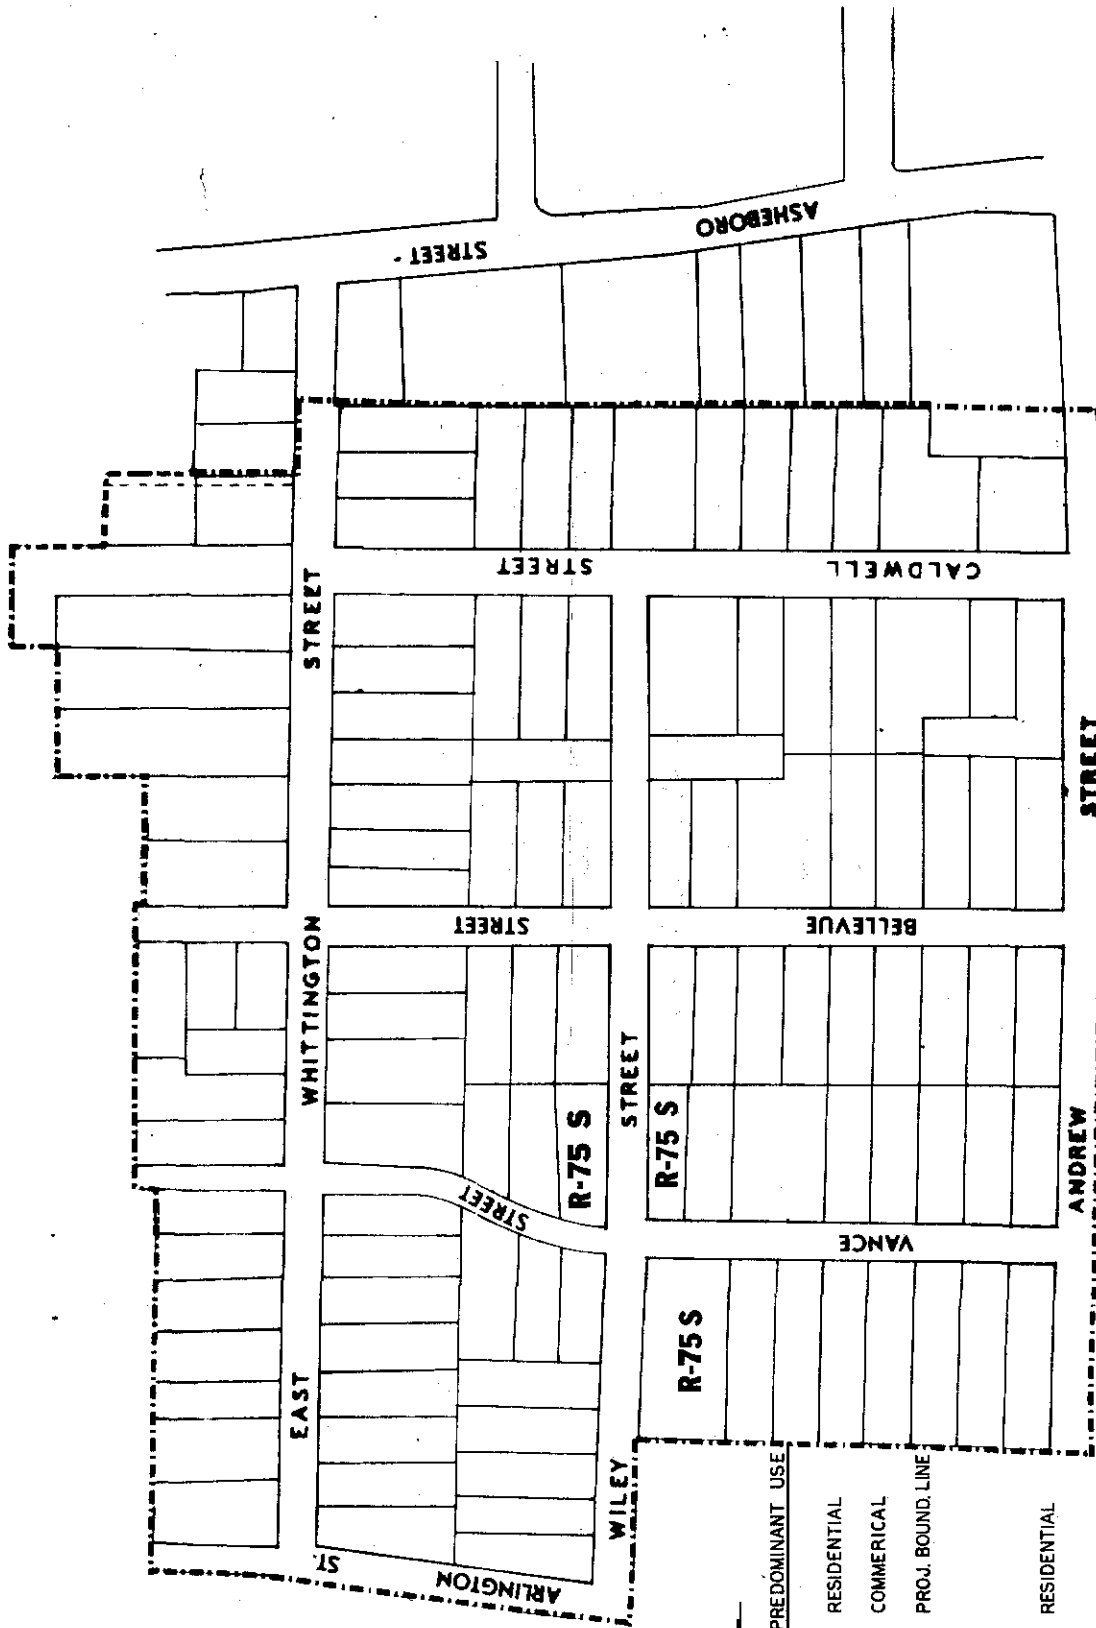 ASHEBORO STREET
CALDWELL STREET
BELLEVUE STREET
VANCE STREET
ARLINGTON ST.
EAST WHITTINGTON STREET
WILEY STREET
ANDREW STREET
R-75 S
R-75 S
R-75 S
PREDOMINANT USE
RESIDENTIAL
COMMERICAL
PROJ. BOUND. LINE
RESIDENTIAL